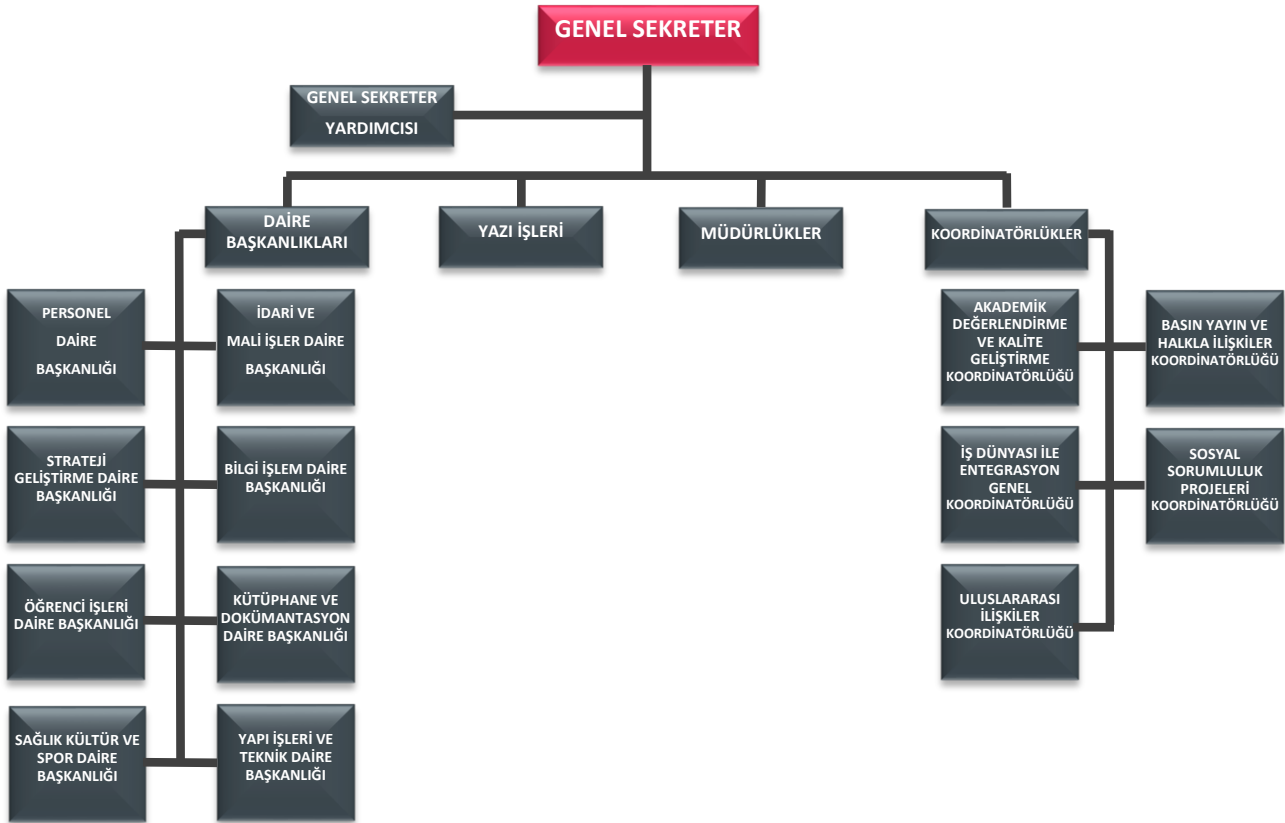 GENEL SEKRETER
GENEL SEKRETER
YARDIMCISI
DAİRE
BAŞKANLIKLARI
YAZI İŞLERİ
MÜDÜRLÜKLER
KOORDİNATÖRLÜKLER
PERSONEL
DAİRE
BAŞKANLIĞI
İDARİ VE
MALİ İŞLER DAİRE
BAŞKANLIĞI
STRATEJİ
GELİŞTİRME DAİRE
BAŞKANLIĞI
BİLGİ İŞLEM DAİRE
BAŞKANLIĞI
ÖĞRENCİ İŞLERİ
DAİRE BAŞKANLIĞI
KÜTÜPHANE VE
DOKÜMANTASYON
DAİRE BAŞKANLIĞI
SAĞLIK KÜLTÜR VE
SPOR DAİRE
BAŞKANLIĞI
YAPI İŞLERİ VE
TEKNİK DAİRE
BAŞKANLIĞI
AKADEMİK
DEĞERLENDİRME
VE KALİTE
GELİŞTİRME
KOORDİNATÖRLÜĞÜ
BASIN YAYIN VE
HALKLA İLİŞKİLER
KOORDİNATÖRLÜĞÜ
İŞ DÜNYASI İLE
ENTEGRASYON
GENEL
KOORDİNATÖRLÜĞÜ
SOSYAL
SORUMLULUK
PROJELERİ
KOORDİNATÖRLÜĞÜ
ULUSLARARASI
İLİŞKİLER
KOORDİNATÖRLÜĞÜ